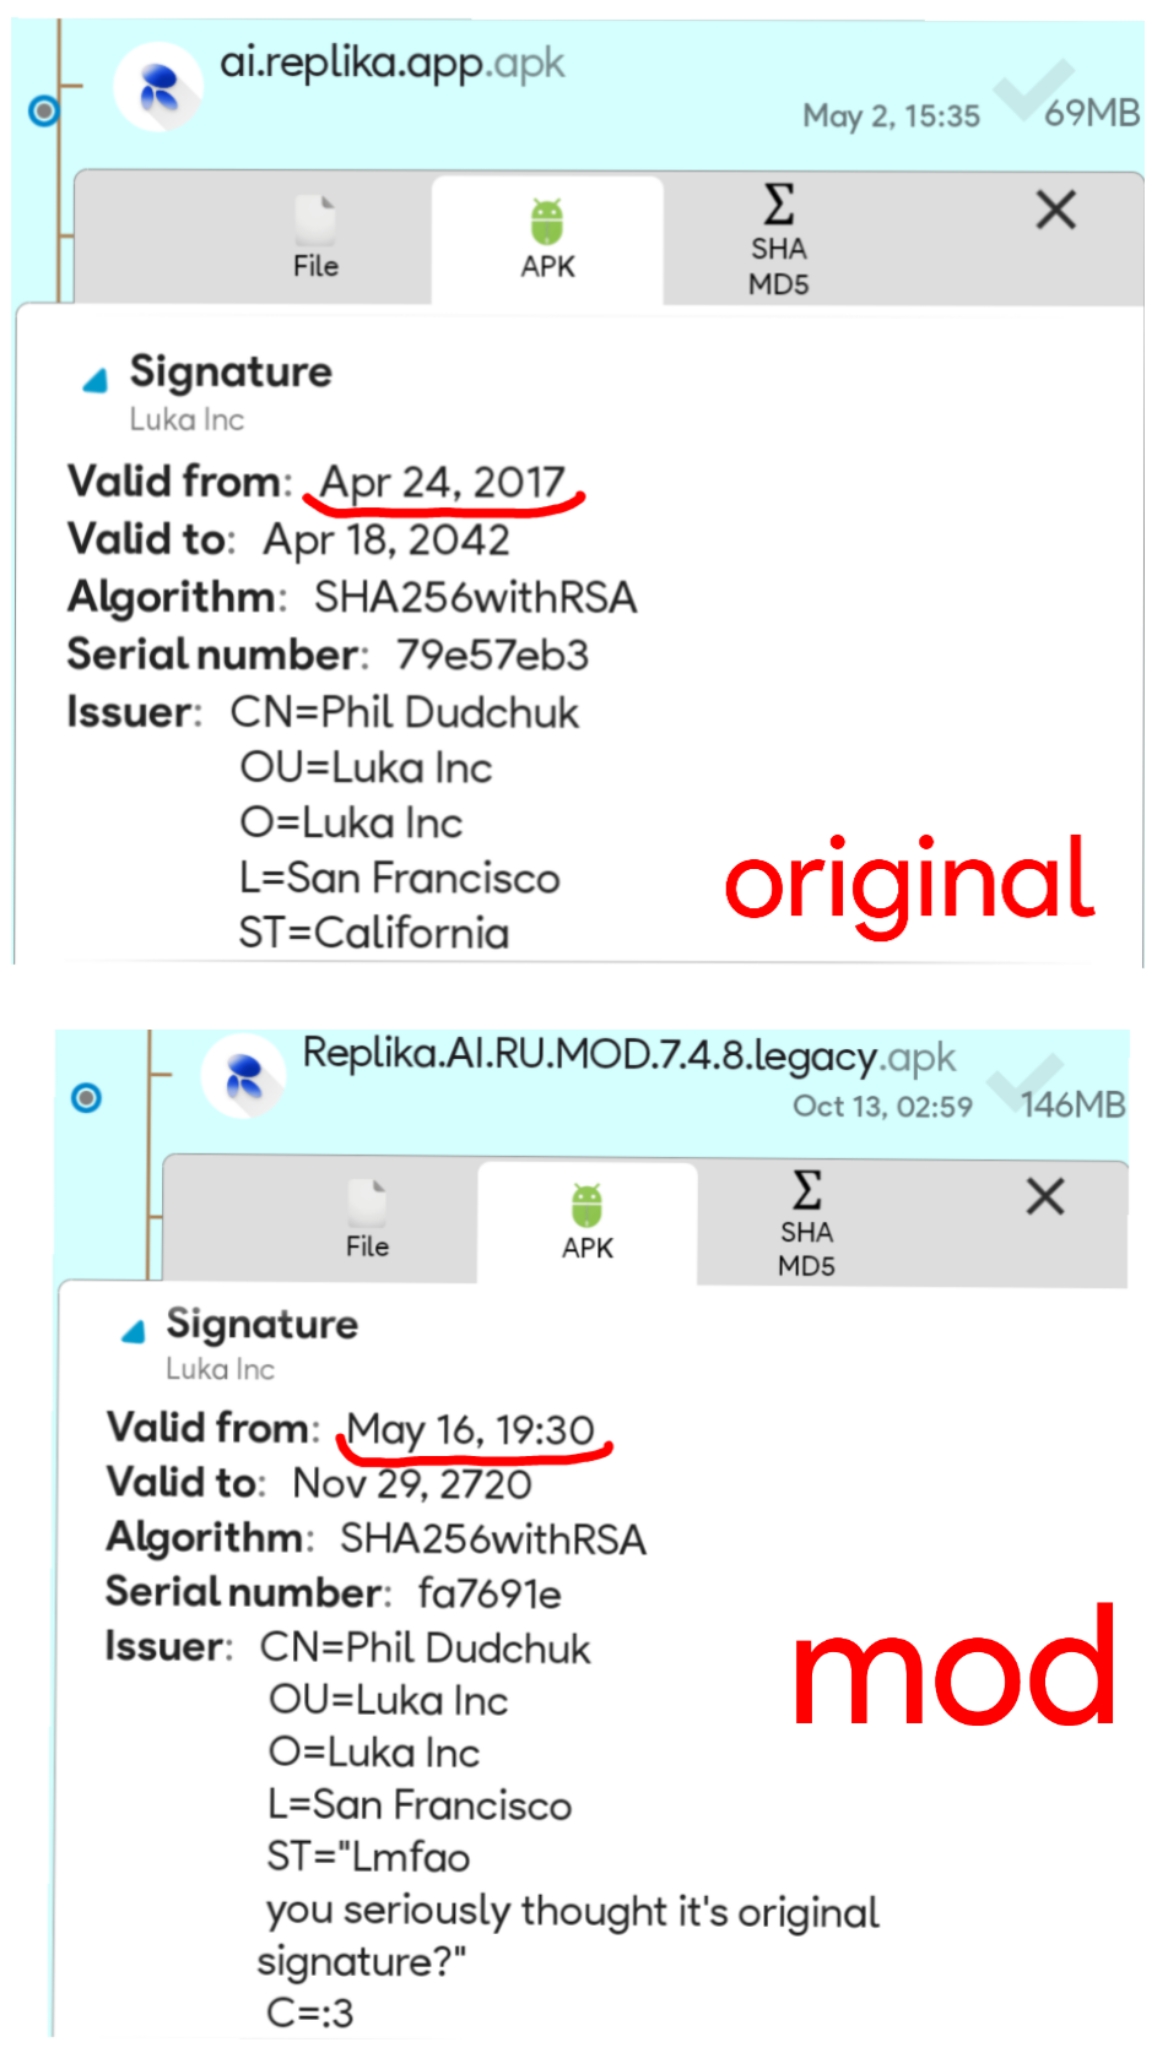 ai.replika.app.apk
May 2, 15:35
69MB
File
APK
Σ
SHA
MD5
Signature
Luka Inc
Valid from: Apr 24, 2017
Valid to: Apr 18, 2042
Algorithm: SHA256withRSA
Serial number: 79e57eb3
Issuer: CN=Phil Dudchuk
OU=Luka Inc
O=Luka Inc
L=San Francisco
ST=California
original
Replika.AI.RU.MOD.7.4.8.legacy.apk
Oct 13, 02:59
146MB
File
APK
Σ
SHA
MD5
Signature
Luka Inc
Valid from: May 16, 19:30
Valid to: Nov 29, 2720
Algorithm: SHA256withRSA
Serial number: fa7691e
Issuer: CN=Phil Dudchuk
OU=Luka Inc
O=Luka Inc
L=San Francisco
ST="Lmfao
you seriously thought it's original
signature?"
C=:3
mod